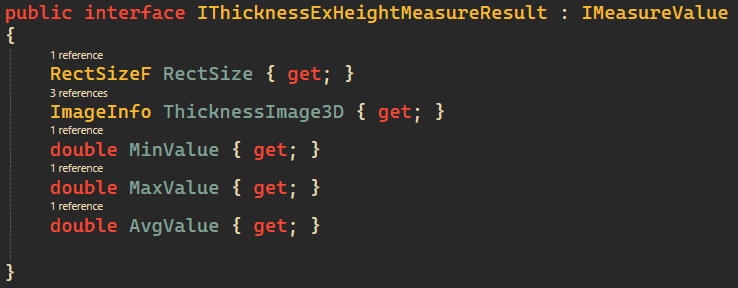 public interface IThicknessExHeightMeasureResult : IMeasureValue
{
1 reference
RectSizeF RectSize { get; }
3 references
ImageInfo ThicknessImage3D { get; }
1 reference
double MinValue { get; }
1 reference
double MaxValue { get; }
1 reference
double AvgValue { get; }
}